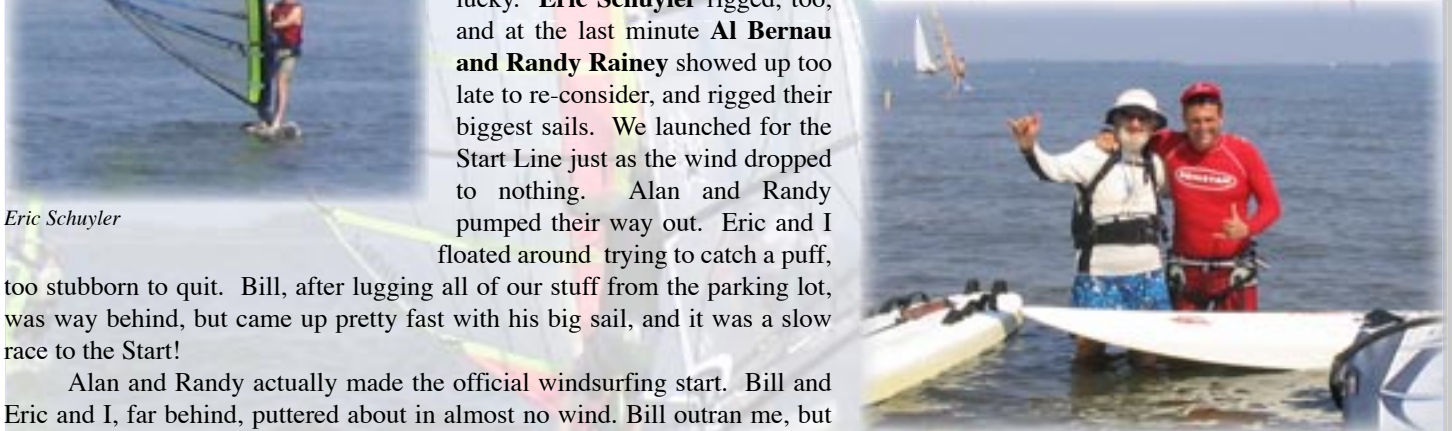 lucky. Eric Schuyler rigged, too,
and at the last minute Al Bernau
and Randy Rainey showed up too
late to re-consider, and rigged their
biggest sails. We launched for the
Start Line just as the wind dropped
to nothing. Alan and Randy
pumped their way out. Eric and I
floated around trying to catch a puff,
too stubborn to quit. Bill, after lugging all of our stuff from the parking lot,
was way behind, but came up pretty fast with his big sail, and it was a slow
race to the Start!
Alan and Randy actually made the official windsurfing start. Bill and
Eric and I, far behind, puttered about in almost no wind. Bill outran me, but
Eric Schuyler